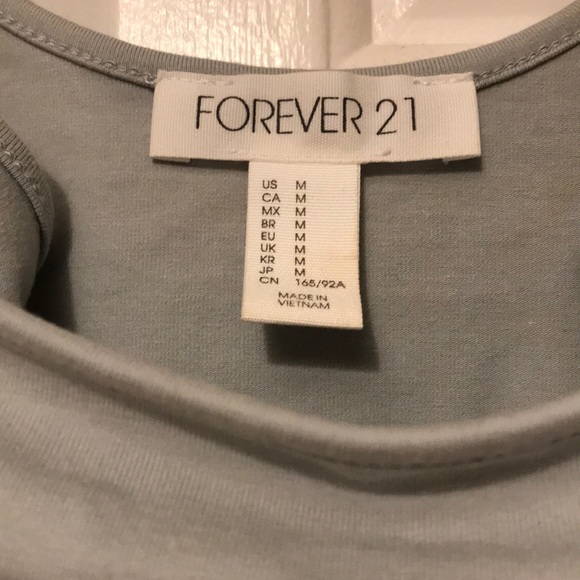 FOREVER 21
US M
CA M
MX M
BR M
EU M
UK M
KR M
JP M
CN 165/92A
MADE IN
VIETNAM